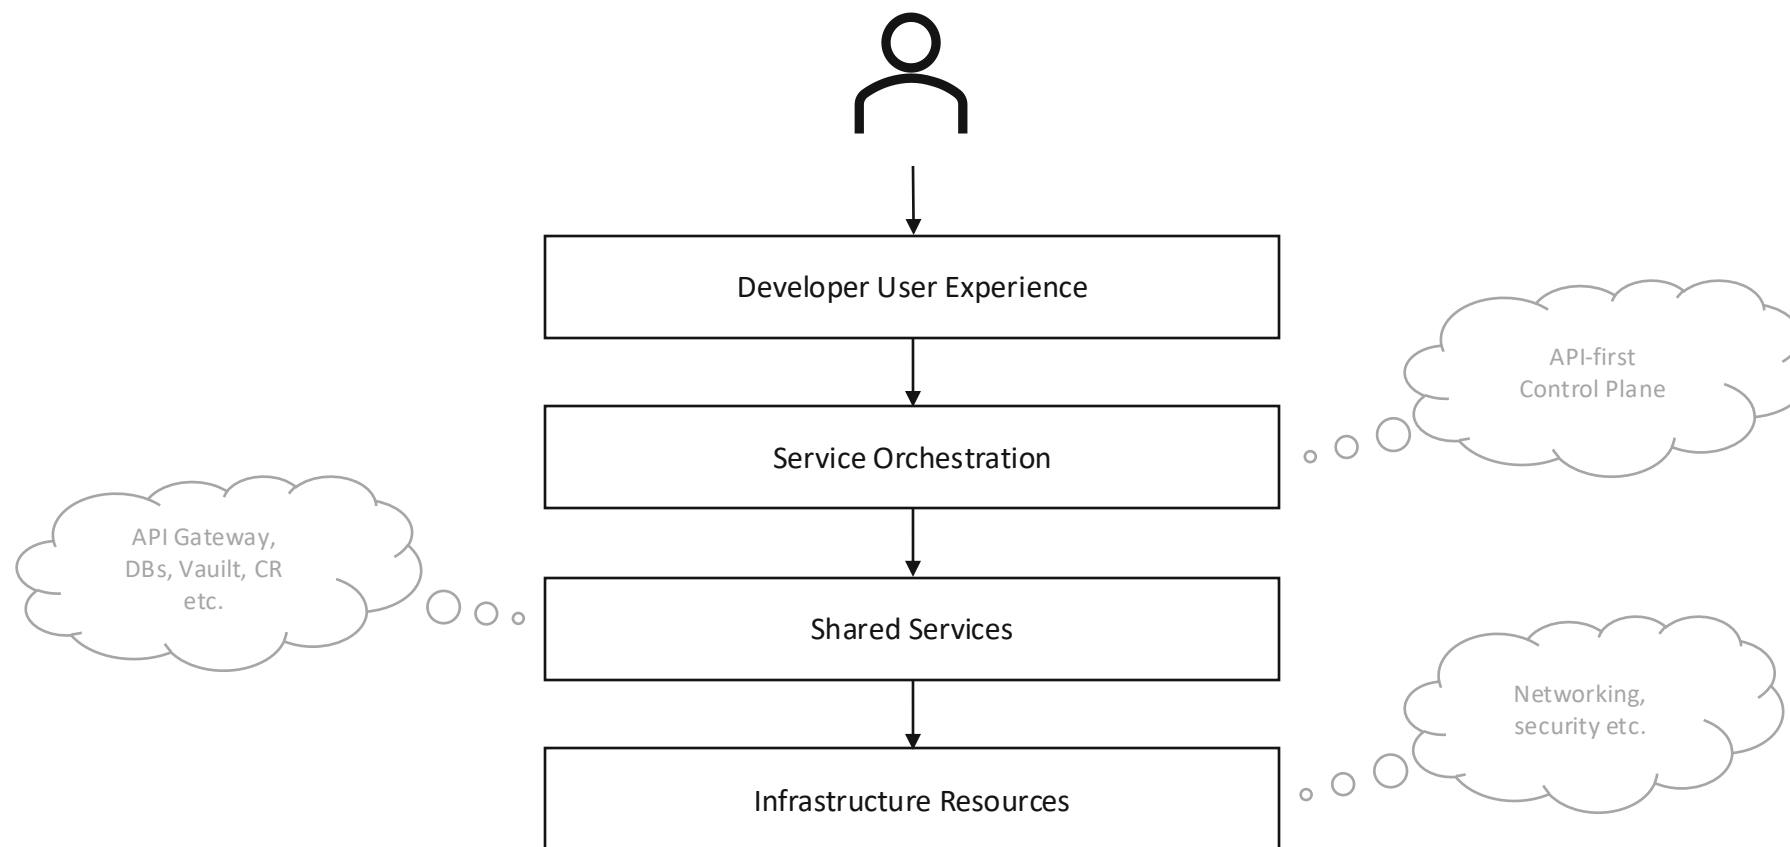 Developer User Experience
API-first
Control Plane
Service Orchestration
API Gateway,
DBs, Vauilt, CR
etc.
Shared Services
Networking,
security etc.
Infrastructure Resources